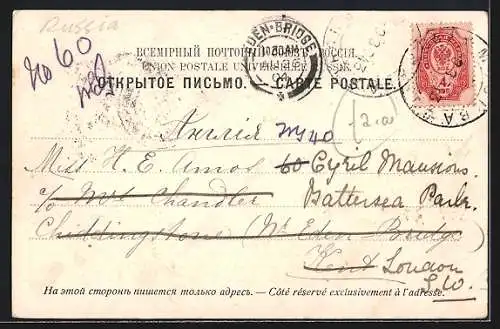 Russia
No 60
EDEN-BRIDGE
ВСЕМІРНЫЙ ПОЧТОВЫЙ РОССІЯ.
UNION POSTALE UNIVERSELLE
ОТКРЫТОЕ ПИСЬМО. — CARTE POSTALE.
Англія
Miss H. E. Amos 60 Cyril Mansions
c/o Mrs Chandler Battersea Park
Chiddingstone (Nr Eden Bridge)
Kent London
S.W.
На этой сторонѣ пишется только адресъ. — Côté réservé exclusivement à l'adresse.